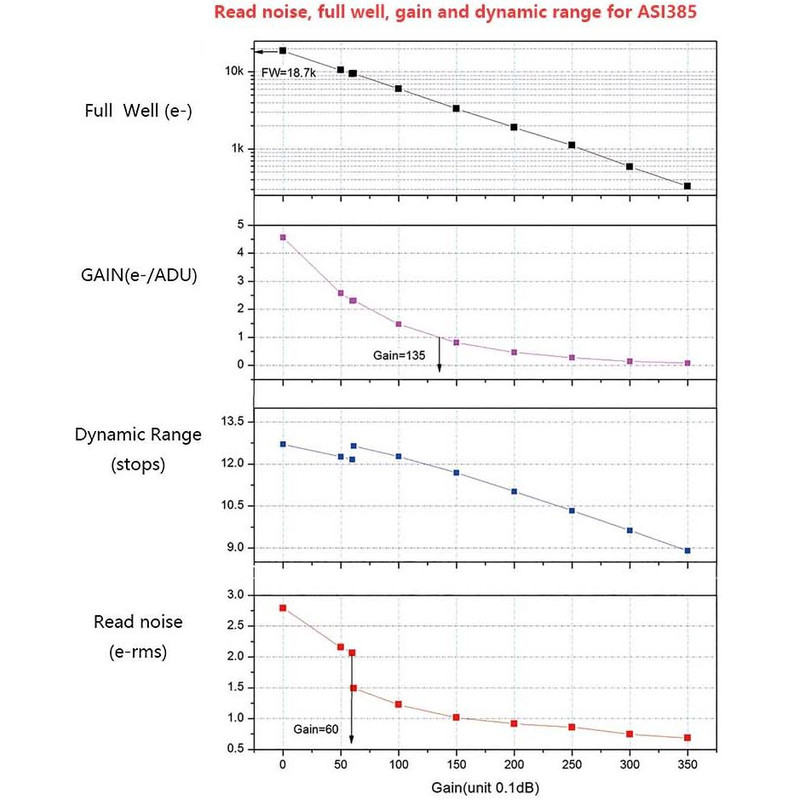 Read noise, full well, gain and dynamic range for ASI385
Full Well (e-)
10k
1k
FW=18.7k
GAIN(e-/ADU)
5
4
3
2
1
0
Gain=135
Dynamic Range
(stops)
13.5
12.0
10.5
9.0
Read noise
(e-rms)
3.0
2.5
2.0
1.5
1.0
0.5
Gain=60
0 50 100 150 200 250 300 350
Gain(unit 0.1dB)